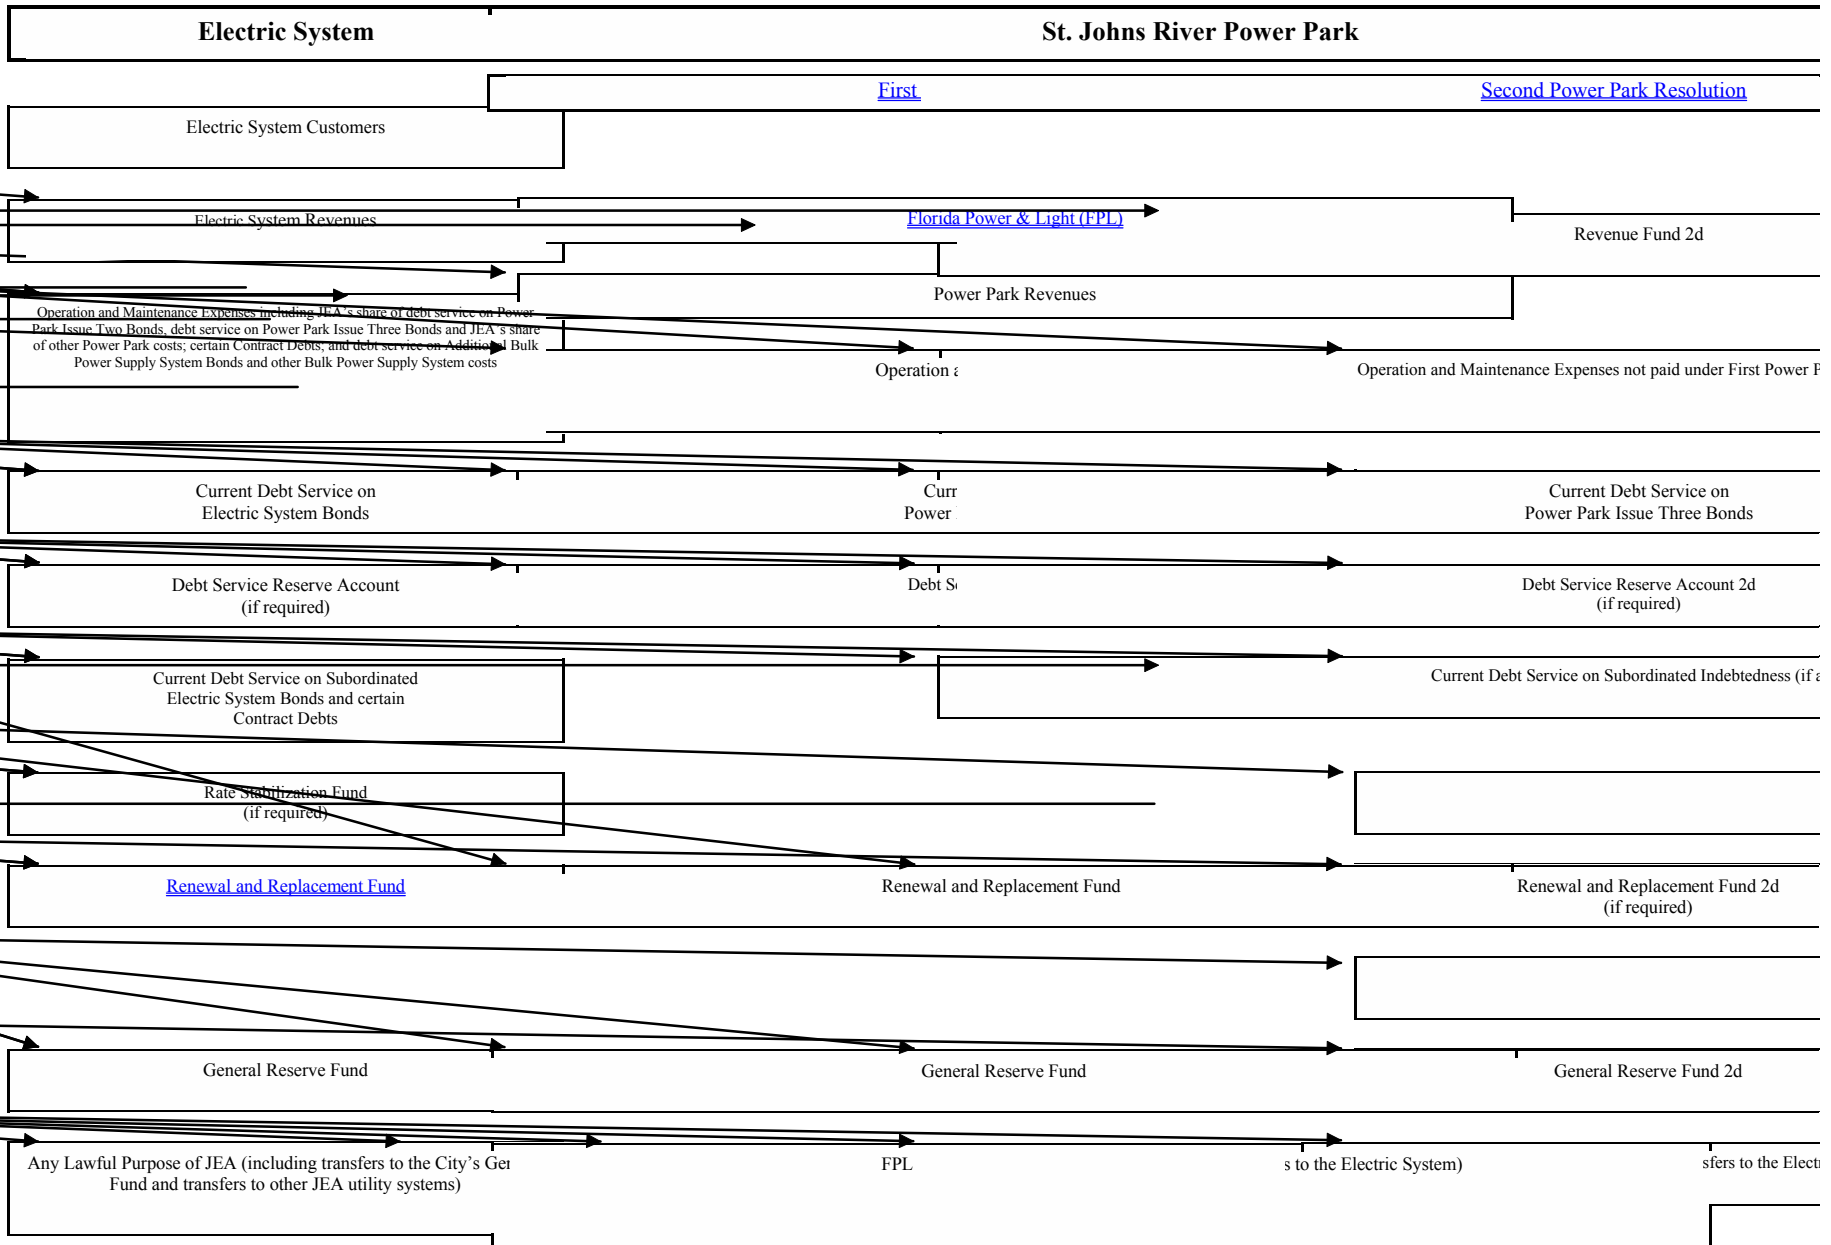 Electric System
St. Johns River Power Park
First
Second Power Park Resolution
Electric System Customers
Electric System Revenues
Florida Power & Light (FPL)
Revenue Fund 2d
Power Park Revenues
Operation and Maintenance Expenses including JEA's share of debt service on Power
Park Issue Two Bonds, debt service on Power Park Issue Three Bonds and JEA's share
of other Power Park costs; certain Contract Debts; and debt service on Additional Bulk
Power Supply System Bonds and other Bulk Power Supply System costs
Operation
Operation and Maintenance Expenses not paid under First Power
Current Debt Service on
Electric System Bonds
Curr
Power
Current Debt Service on
Power Park Issue Three Bonds
Debt Service Reserve Account
(if required)
Debt
Debt Service Reserve Account 2d
(if required)
Current Debt Service on Subordinated
Electric System Bonds and certain
Contract Debts
Current Debt Service on Subordinated Indebtedness (if
Rate Stabilization Fund
(if required)
Renewal and Replacement Fund
Renewal and Replacement Fund
Renewal and Replacement Fund 2d
(if required)
General Reserve Fund
General Reserve Fund
General Reserve Fund 2d
Any Lawful Purpose of JEA (including transfers to the City's
Fund and transfers to other JEA utility systems)
FPL
s to the Electric System)
sfers to the